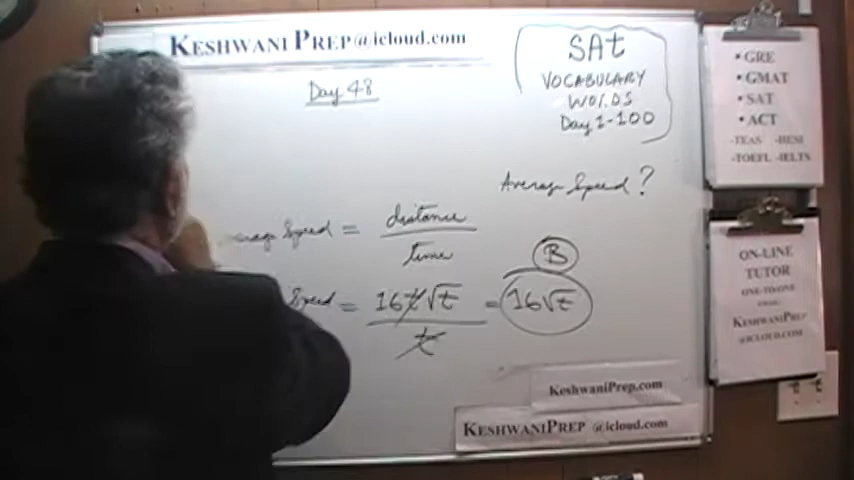 KESHWANI PREP@icloud.com
Day 48
SAt
VOCABULARY
WORDS
Day 1-100
Average Speed?
Speed = distance
time
Speed = 16t√t = 16√t
t
B
KeshwaniPrep.com
KESHWANIPREP @icloud.com
• GRE
• GMAT
• SAT
• ACT
-TEAS -HESI
-TOEFL -IELTS
ON-LINE
TUTOR
ONE-TO-ONE
KESHWANIPREP
@ICLOUD.COM